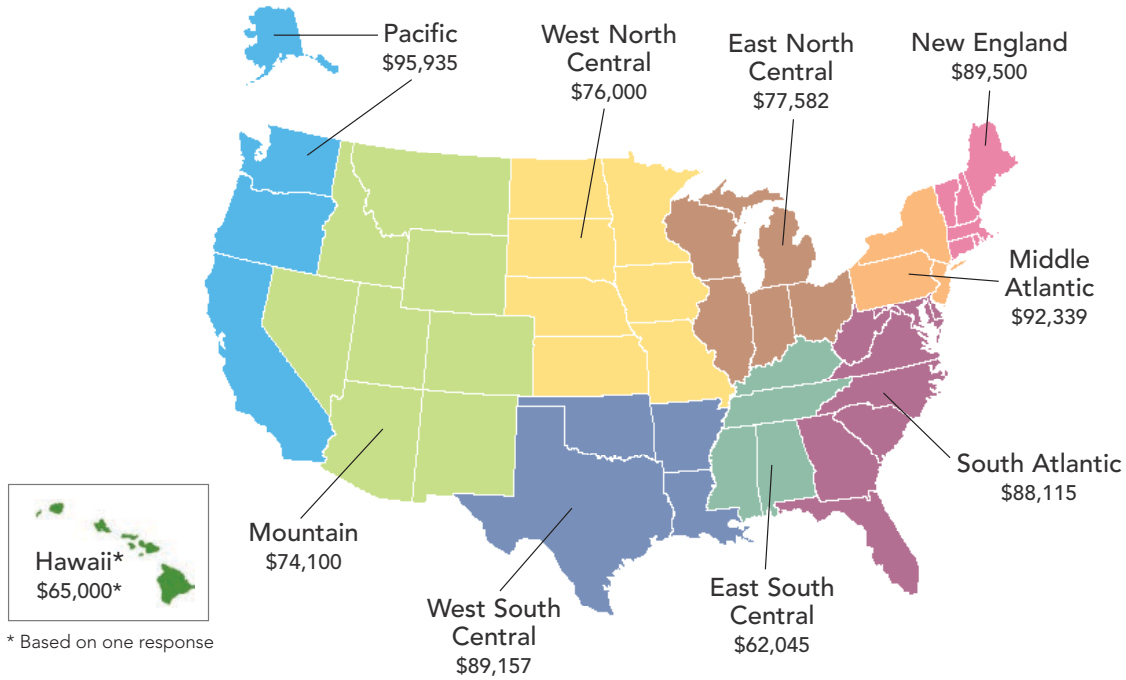 Pacific
$95,935
West North
Central
$76,000
East North
Central
$77,582
New England
$89,500
Middle
Atlantic
$92,339
South Atlantic
$88,115
Mountain
$74,100
Hawaii*
$65,000*
* Based on one response
West South
Central
$89,157
East South
Central
$62,045